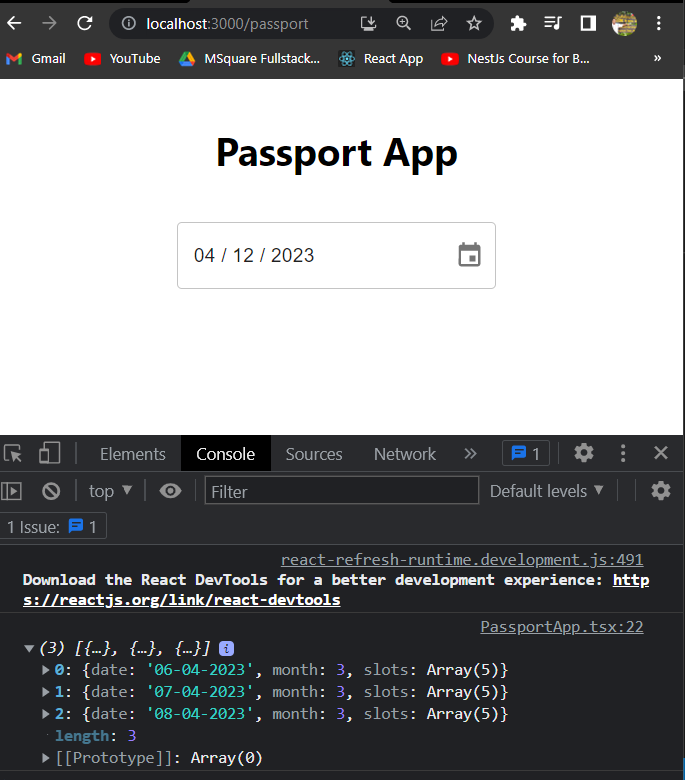 localhost:3000/passport
Gmail YouTube MSquare Fullstack... React App NestJs Course for B... »
Passport App
04 / 12 / 2023
Elements Console Sources Network » 1
top ▼ Filter Default levels ▼
1 Issue: 1
react-refresh-runtime.development.js:491
Download the React DevTools for a better development experience: http
s://reactjs.org/link/react-devtools
PassportApp.tsx:22
▼ (3) [{…}, {…}, {…}] i
▶ 0: {date: '06-04-2023', month: 3, slots: Array(5)}
▶ 1: {date: '07-04-2023', month: 3, slots: Array(5)}
▶ 2: {date: '08-04-2023', month: 3, slots: Array(5)}
length: 3
▶ [[Prototype]]: Array(0)